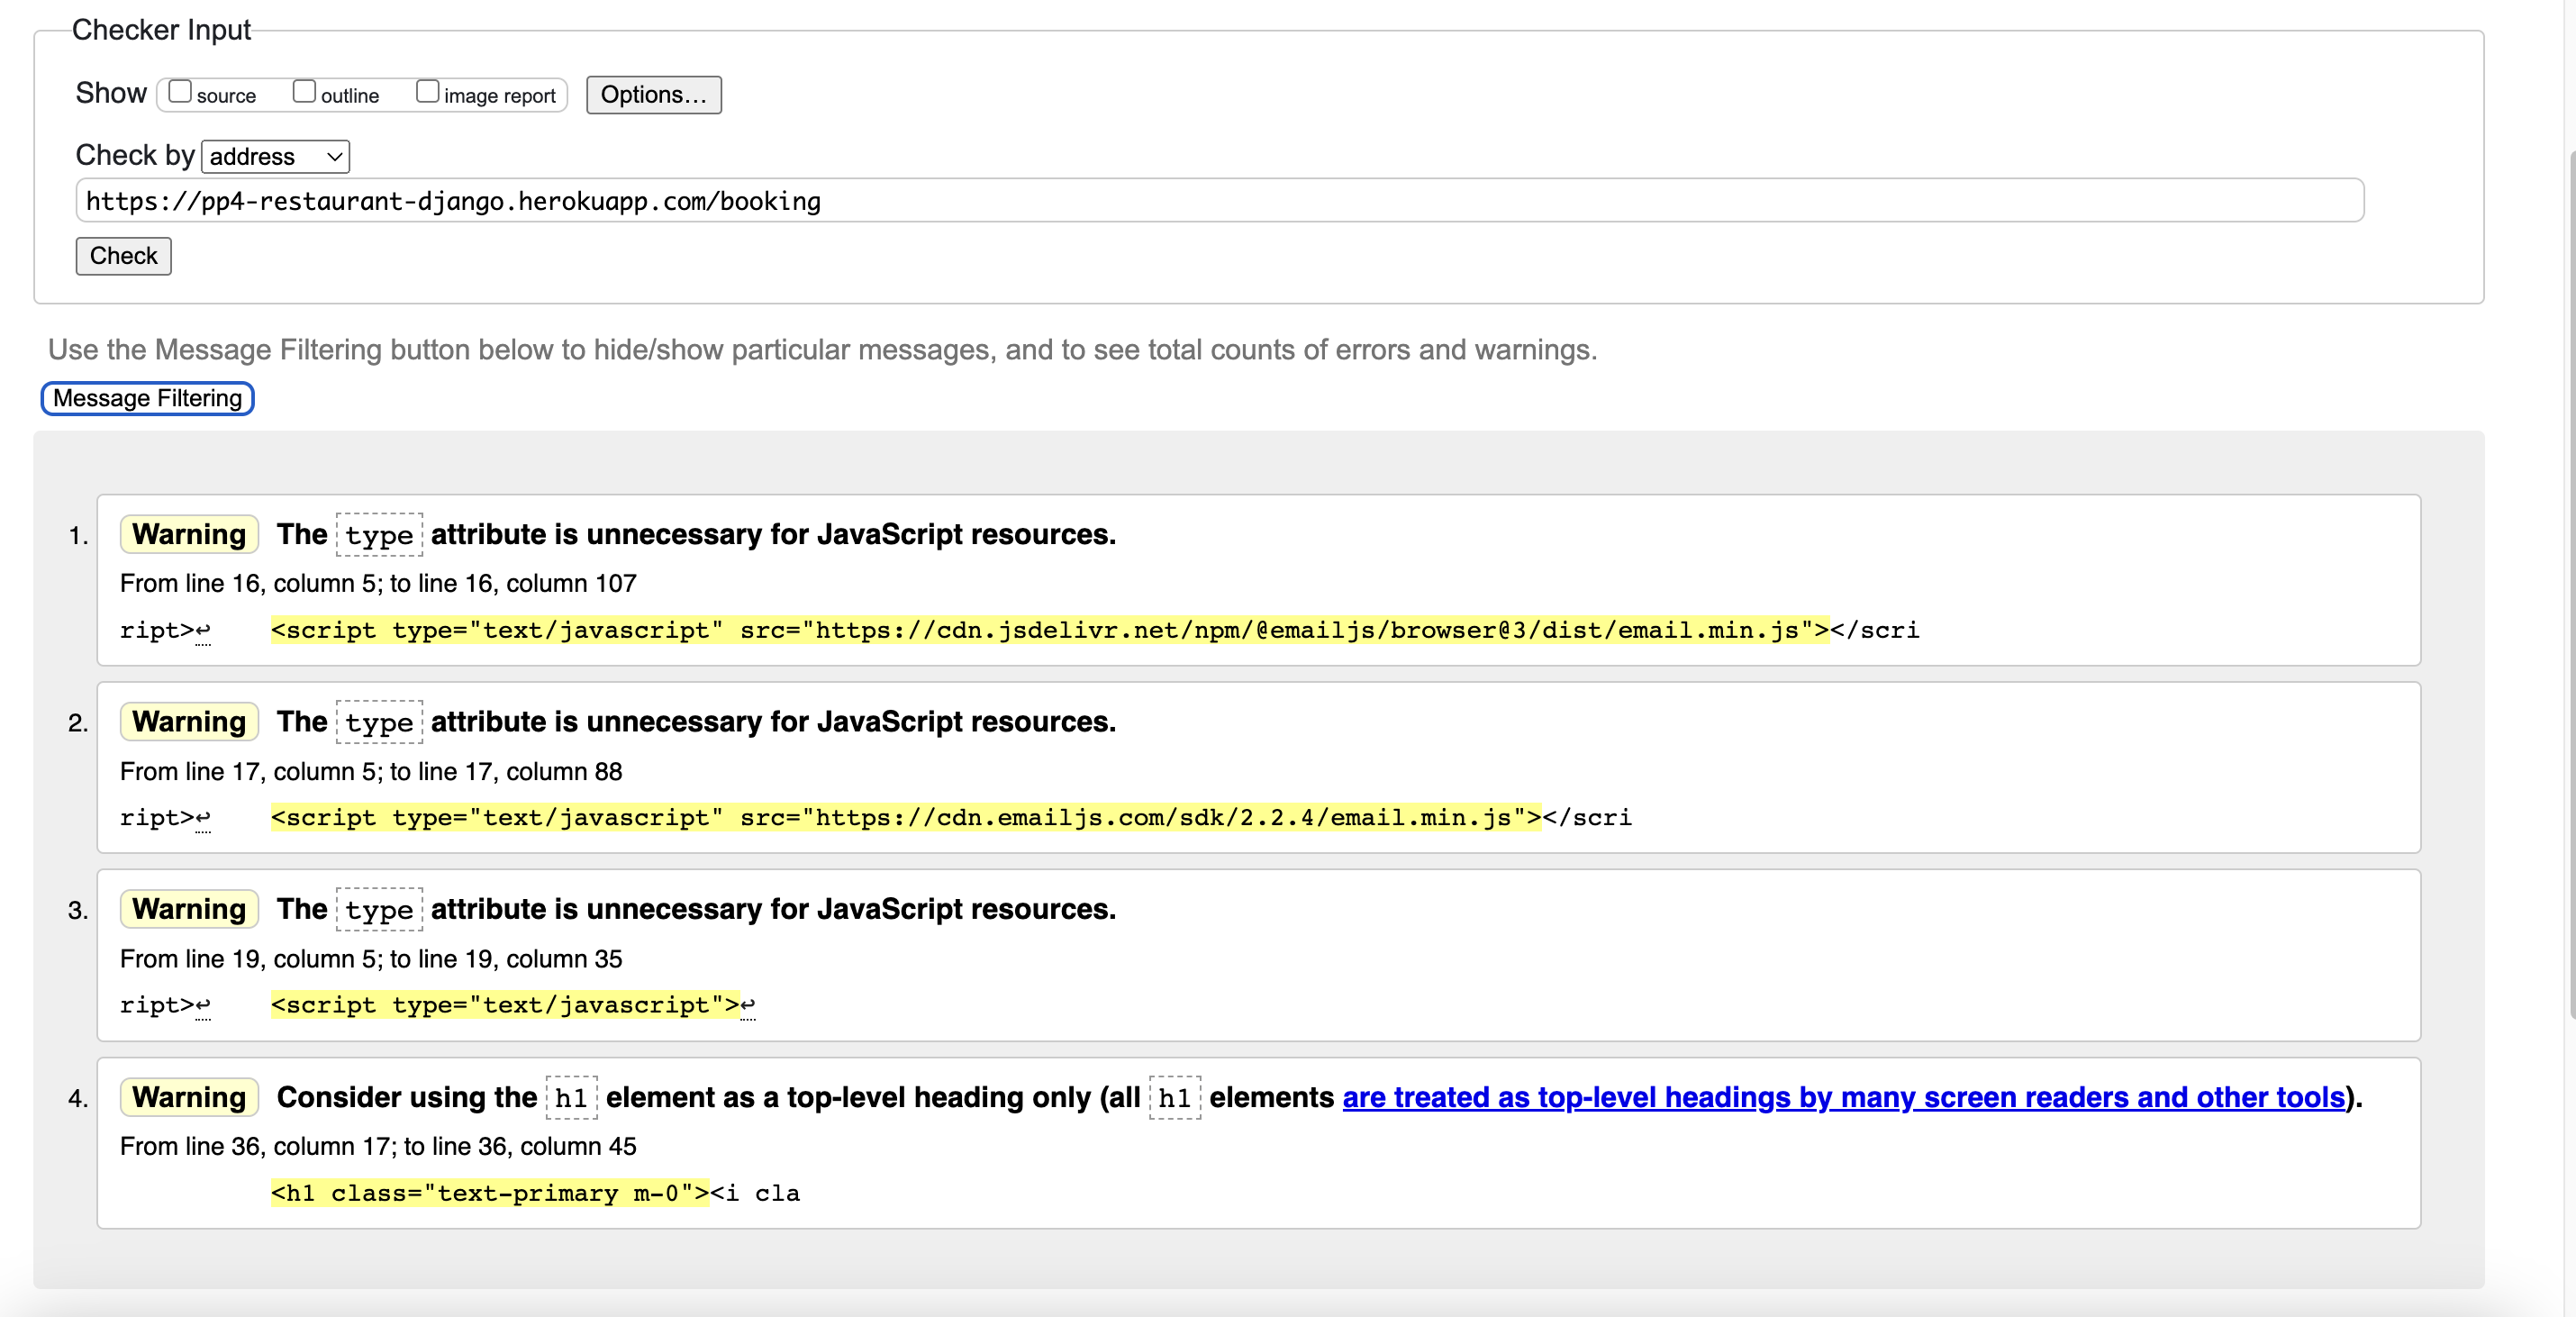 Checker Input
Show source outline image report Options...
Check by address
https://pp4-restaurant-django.herokuapp.com/booking
Check
Use the Message Filtering button below to hide/show particular messages, and to see total counts of errors and warnings.
Message Filtering
1. Warning The type attribute is unnecessary for JavaScript resources.
From line 16, column 5; to line 16, column 107
ript>↩ <script type="text/javascript" src="https://cdn.jsdelivr.net/npm/@emailjs/browser@3/dist/email.min.js"></scri
2. Warning The type attribute is unnecessary for JavaScript resources.
From line 17, column 5; to line 17, column 88
ript>↩ <script type="text/javascript" src="https://cdn.emailjs.com/sdk/2.2.4/email.min.js"></scri
3. Warning The type attribute is unnecessary for JavaScript resources.
From line 19, column 5; to line 19, column 35
ript>↩ <script type="text/javascript">↩
4. Warning Consider using the h1 element as a top-level heading only (all h1 elements are treated as top-level headings by many screen readers and other tools).
From line 36, column 17; to line 36, column 45
<h1 class="text-primary m-0"><i cla